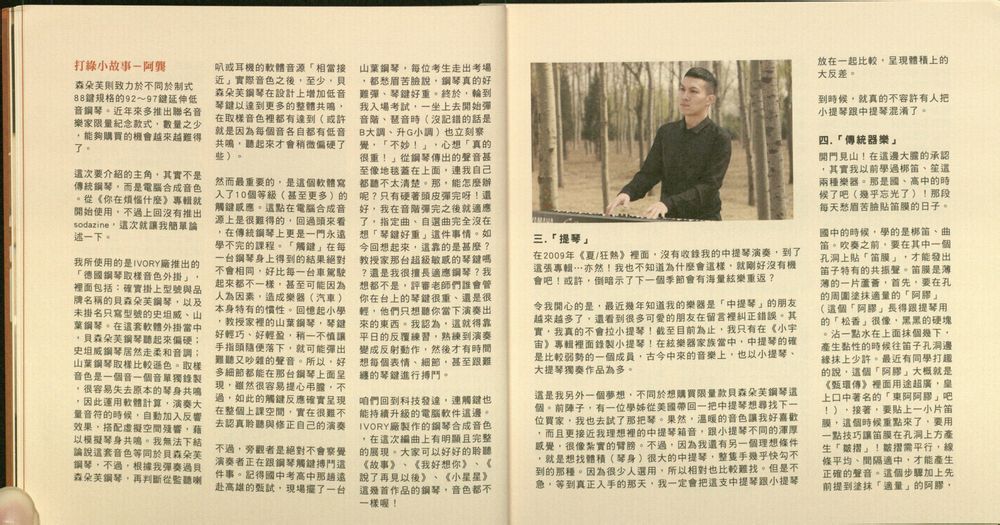 打綠小故事－阿龔
森朵芙則致力於不同於制式
88鍵規格的92～97鍵延伸低
音鋼琴。近年來多推出聯名音
樂家限量紀念款式，數量之少
，能夠購買的機會越來越難得
了。
這次要介紹的主角，其實不是
傳統鋼琴，而是電腦合成音色
。從《你在煩惱什麼》專輯就
開始使用，不過上回沒有推出
sodazine，這次就讓我簡單論
述一下。
我所使用的是IVORY廠推出的
「德國鋼琴取樣音色外掛」，
裡面包括：確實掛上型號與品
牌名稱的貝森朵芙鋼琴，以及
未掛名只寫型號的史坦威、山
葉鋼琴。在這套軟體外掛當中
，貝森朵芙鋼琴聽起來偏硬；
史坦威鋼琴居然走柔和音調；
山葉鋼琴取樣比較遜色。取樣
音色是一個音一個音單獨錄製
，很容易失去原本的琴身共鳴
，因此運用軟體計算，演奏大
量音符的時候，自動加入反響
效果，搭配虛擬空間殘響，藉
以模擬琴身共鳴。我無法下結
論說這套音色等同於貝森朵芙
鋼琴，不過，根據我彈奏過貝
森朵芙鋼琴，再判斷從監聽喇
叭或耳機的軟體音源「相當接
近」實際音色之後，至少，貝
森朵芙鋼琴在設計上增加低音
琴鍵以達到更多的整體共鳴，
在取樣音色裡都有達到（或許
就是因為每個音各自都有低音
共鳴，聽起來才會稍微偏硬了
些）。
然而最重要的，是這個軟體寫
入了10個等級（甚至更多）的
觸鍵感應。這點在電腦合成音
源上是很難得的，回過頭來看
，在傳統鋼琴上更是一門永遠
學不完的課程。「觸鍵」在每
一台鋼琴身上得到的結果絕對
不會相同，好比每一台車駕駛
起來都不一樣，甚至可能因為
人為因素，造成樂器（汽車）
本身特有的慣性。回憶起小學
，教授家裡的山葉鋼琴，琴鍵
好輕巧、好輕盈，稍一不慎讓
手指頭隨便落下，就可能彈出
難聽又吵雜的聲音。所以，好
多細節都能在那台鋼琴上面呈
現，雖然很容易提心弔膽，不
過，如此的觸鍵反應確實呈現
在整個上課空間，實在很難不
去認真聆聽與修正自己的演奏
。
不過，旁觀者是絕對不會察覺
演奏者正在跟鋼琴觸鍵搏鬥這
件事。記得國中考高中那趟遠
赴高雄的甄試，現場擺了一台
山葉鋼琴，每位考生走出考場
，都愁眉苦臉說，鋼琴真的好
難彈、琴鍵好重。終於，輪到
我入場考試，一坐上去開始彈
音階、琶音時（沒記錯的話是
B大調、升G小調）也立刻察
覺，「不妙！」，心想「真的
很重！」從鋼琴傳出的聲音甚
至像地毯蓋在上面，連我自己
都聽不太清楚。那，能怎麼辦
呢？只有硬著頭皮彈完呀！還
好，我在音階彈完之後就適應
了，指定曲、自選曲完全沒在
想「琴鍵好重」這件事情。如
今回想起來，這靠的是甚麼？
教授家那台超級敏感的琴鍵嗎
？還是我很擅長適應鋼琴？我
想都不是，評審老師們誰會管
你在台上的琴鍵很重、還是很
輕，他們只想聽你當下演奏出
來的東西。我認為，這就得靠
平日的反覆練習，熟練到演奏
變成反射動作，然後才有時間
想每個表情、細節，甚至跟難
纏的琴鍵進行搏鬥。
咱們回到科技發達，連觸鍵也
能持續升級的電腦軟件這邊。
IVORY廠製作的鋼琴合成音色
，在這次編曲上有明顯且完整
的展現。大家可以好好的聆聽
《故事》、《我好想你》、《
說了再見以後》、《小星星》
這幾首作品的鋼琴，音色都不
一樣喔！
YAMAHA
三．「提琴」
在2009年《夏/狂熱》裡面，沒有收錄我的中提琴演奏，到了
這張專輯…亦然！我也不知道為什麼會這樣，就剛好沒有機
會吧！或許，倒暗示了下一個季節會有海量絃樂重返？
令我開心的是，最近幾年知道我的樂器是「中提琴」的朋友
越來越多了，還看到很多可愛的朋友在留言裡糾正錯誤。其
實，我真的不會拉小提琴！截至目前為止，我只有在《小宇
宙》專輯裡面錄製小提琴！在絃樂器家族當中，中提琴的確
是比較弱勢的一個成員，古今中來的音樂上，也以小提琴、
大提琴獨奏作品為多。
這是我另外一個夢想，不同於想購買限量款貝森朵芙鋼琴這
個。前陣子，有一位學姊從美國帶回一把中提琴想尋找下一
位買家，我也去試了那把琴。果然，溫暖的音色讓我好喜歡
，而且更接近我理想裡的中提琴箱音，跟小提琴不同的渾厚
感覺，很像紮實的臂膀。不過，因為我還有另一個理想條件
，就是想找體積（琴身）很大的中提琴，整隻手幾乎快勾不
到的那種。因為很少人選用，所以相對也比較難找。但是不
急，等到真正入手的那天，我一定會把這支中提琴跟小提琴
放在一起比較，呈現體積上的
大反差。
到時候，就真的不容許有人把
小提琴跟中提琴混淆了。
四．「傳統器樂」
開門見山！在這邊大膽的承認
，其實我以前學過梆笛、笙這
兩種樂器。那是國、高中的時
候了吧（幾乎忘光了）！那段
每天愁眉苦臉貼笛膜的日子。
國中的時候，學的是梆笛、曲
笛。吹奏之前，要在其中一個
孔洞上貼「笛膜」，才能發出
笛子特有的共振聲。笛膜是薄
薄的一片蘆薈，首先，要在孔
的周圍塗抹適量的「阿膠」
（這個「阿膠」長得跟提琴用
的「松香」很像，黑黑的硬塊
，沾一點水在上面抹個幾下，
產生黏性的時候往笛子孔洞邊
緣抹上少許。最近有同學打趣
的說，這個「阿膠」大概就是
《甄環傳》裡面用途超廣，皇
上口中著名的「東阿阿膠」吧
！），接著，要貼上一小片笛
膜，這個時候重點來了，要用
一點技巧讓笛膜在孔洞上方產
生「皺摺」！皺摺需平行，線
條平均、間隔適中，才能產生
正確的聲音。這個步驟加上先
前提到塗抹「適量」的阿膠，